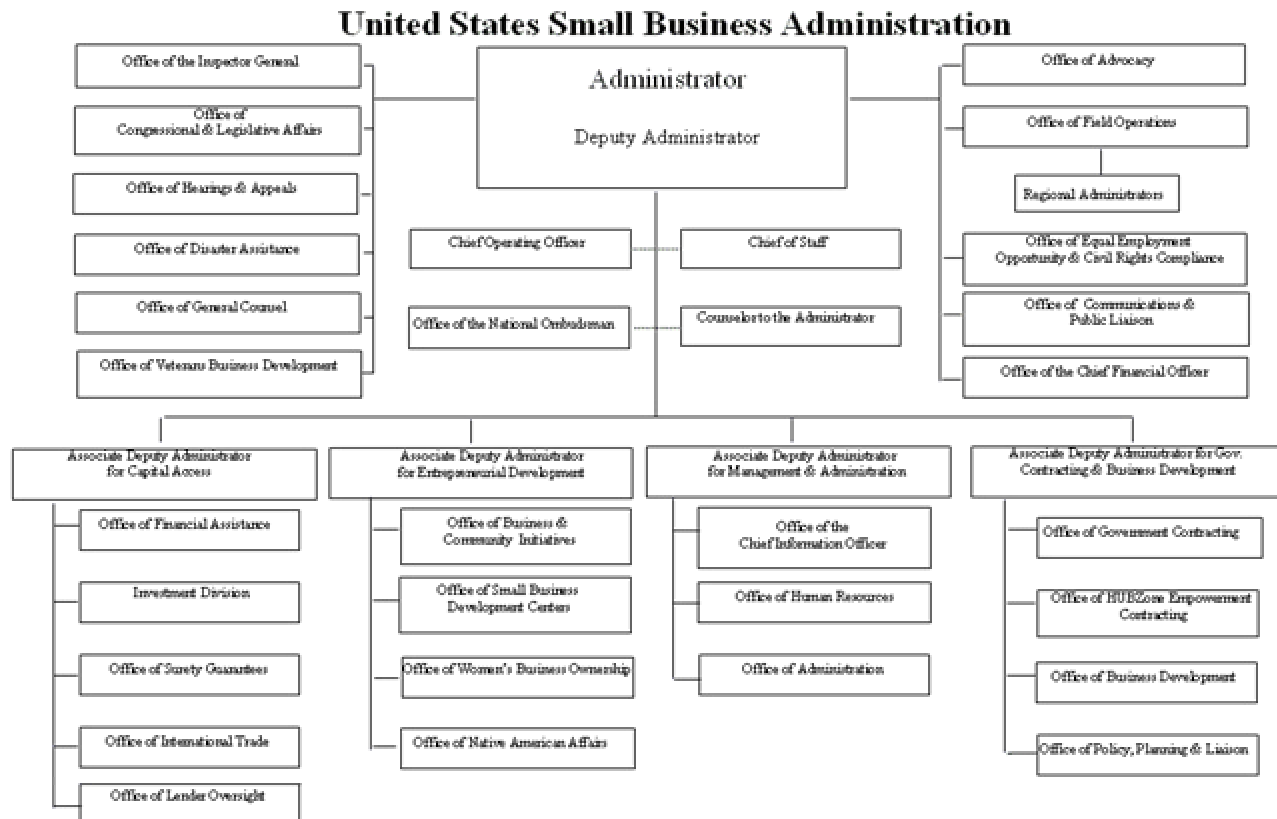 United States Small Business Administration
Office of the Inspector General
Office of
Congressional & Legislative Affairs
Office of Hearings & Appeals
Office of Disaster Assistance
Office of General Counsel
Office of Veterans Business Development
Administrator
Deputy Administrator
Office of Advocacy
Office of Field Operations
Regional Administrators
Office of Equal Employment
Opportunity & Civil Rights Compliance
Office of Communications &
Public Liaison
Office of the Chief Financial Officer
Chief Operating Officer
Chief of Staff
Office of the National Ombudsman
Counselor to the Administrator
Associate Deputy Administrator
for Capital Access
Office of Financial Assistance
Investment Division
Office of Surety Guarantees
Office of International Trade
Office of Lender Oversight
Associate Deputy Administrator
for Entrepreneurial Development
Office of Business &
Community Initiatives
Office of Small Business
Development Centers
Office of Women's Business Ownership
Office of Native American Affairs
Associate Deputy Administrator
for Management & Administration
Office of the
Chief Information Officer
Office of Human Resources
Office of Administration
Associate Deputy Administrator for Gov.
Contracting & Business Development
Office of Government Contracting
Office of HUBZone Empowerment
Contracting
Office of Business Development
Office of Policy, Planning & Liaison